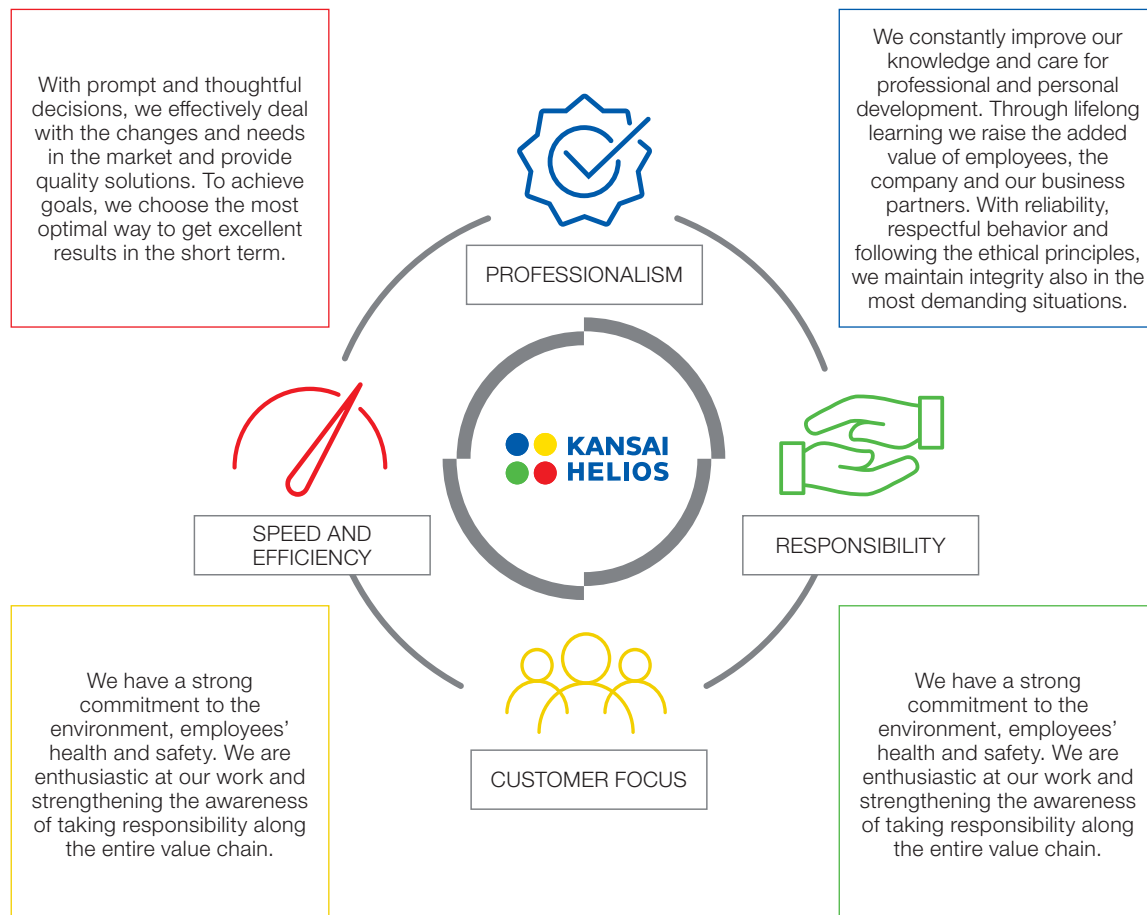 With prompt and thoughtful
decisions, we effectively deal
with the changes and needs
in the market and provide
quality solutions. To achieve
goals, we choose the most
optimal way to get excellent
results in the short term.
We constantly improve our
knowledge and care for
professional and personal
development. Through lifelong
learning we raise the added
value of employees, the
company and our business
partners. With reliability,
respectful behavior and
following the ethical principles,
we maintain integrity also in the
most demanding situations.
PROFESSIONALISM
KANSAI
HELIOS
SPEED AND
EFFICIENCY
RESPONSIBILITY
We have a strong
commitment to the
environment, employees’
health and safety. We are
enthusiastic at our work and
strengthening the awareness
of taking responsibility along
the entire value chain.
CUSTOMER FOCUS
We have a strong
commitment to the
environment, employees’
health and safety. We are
enthusiastic at our work and
strengthening the awareness
of taking responsibility along
the entire value chain.